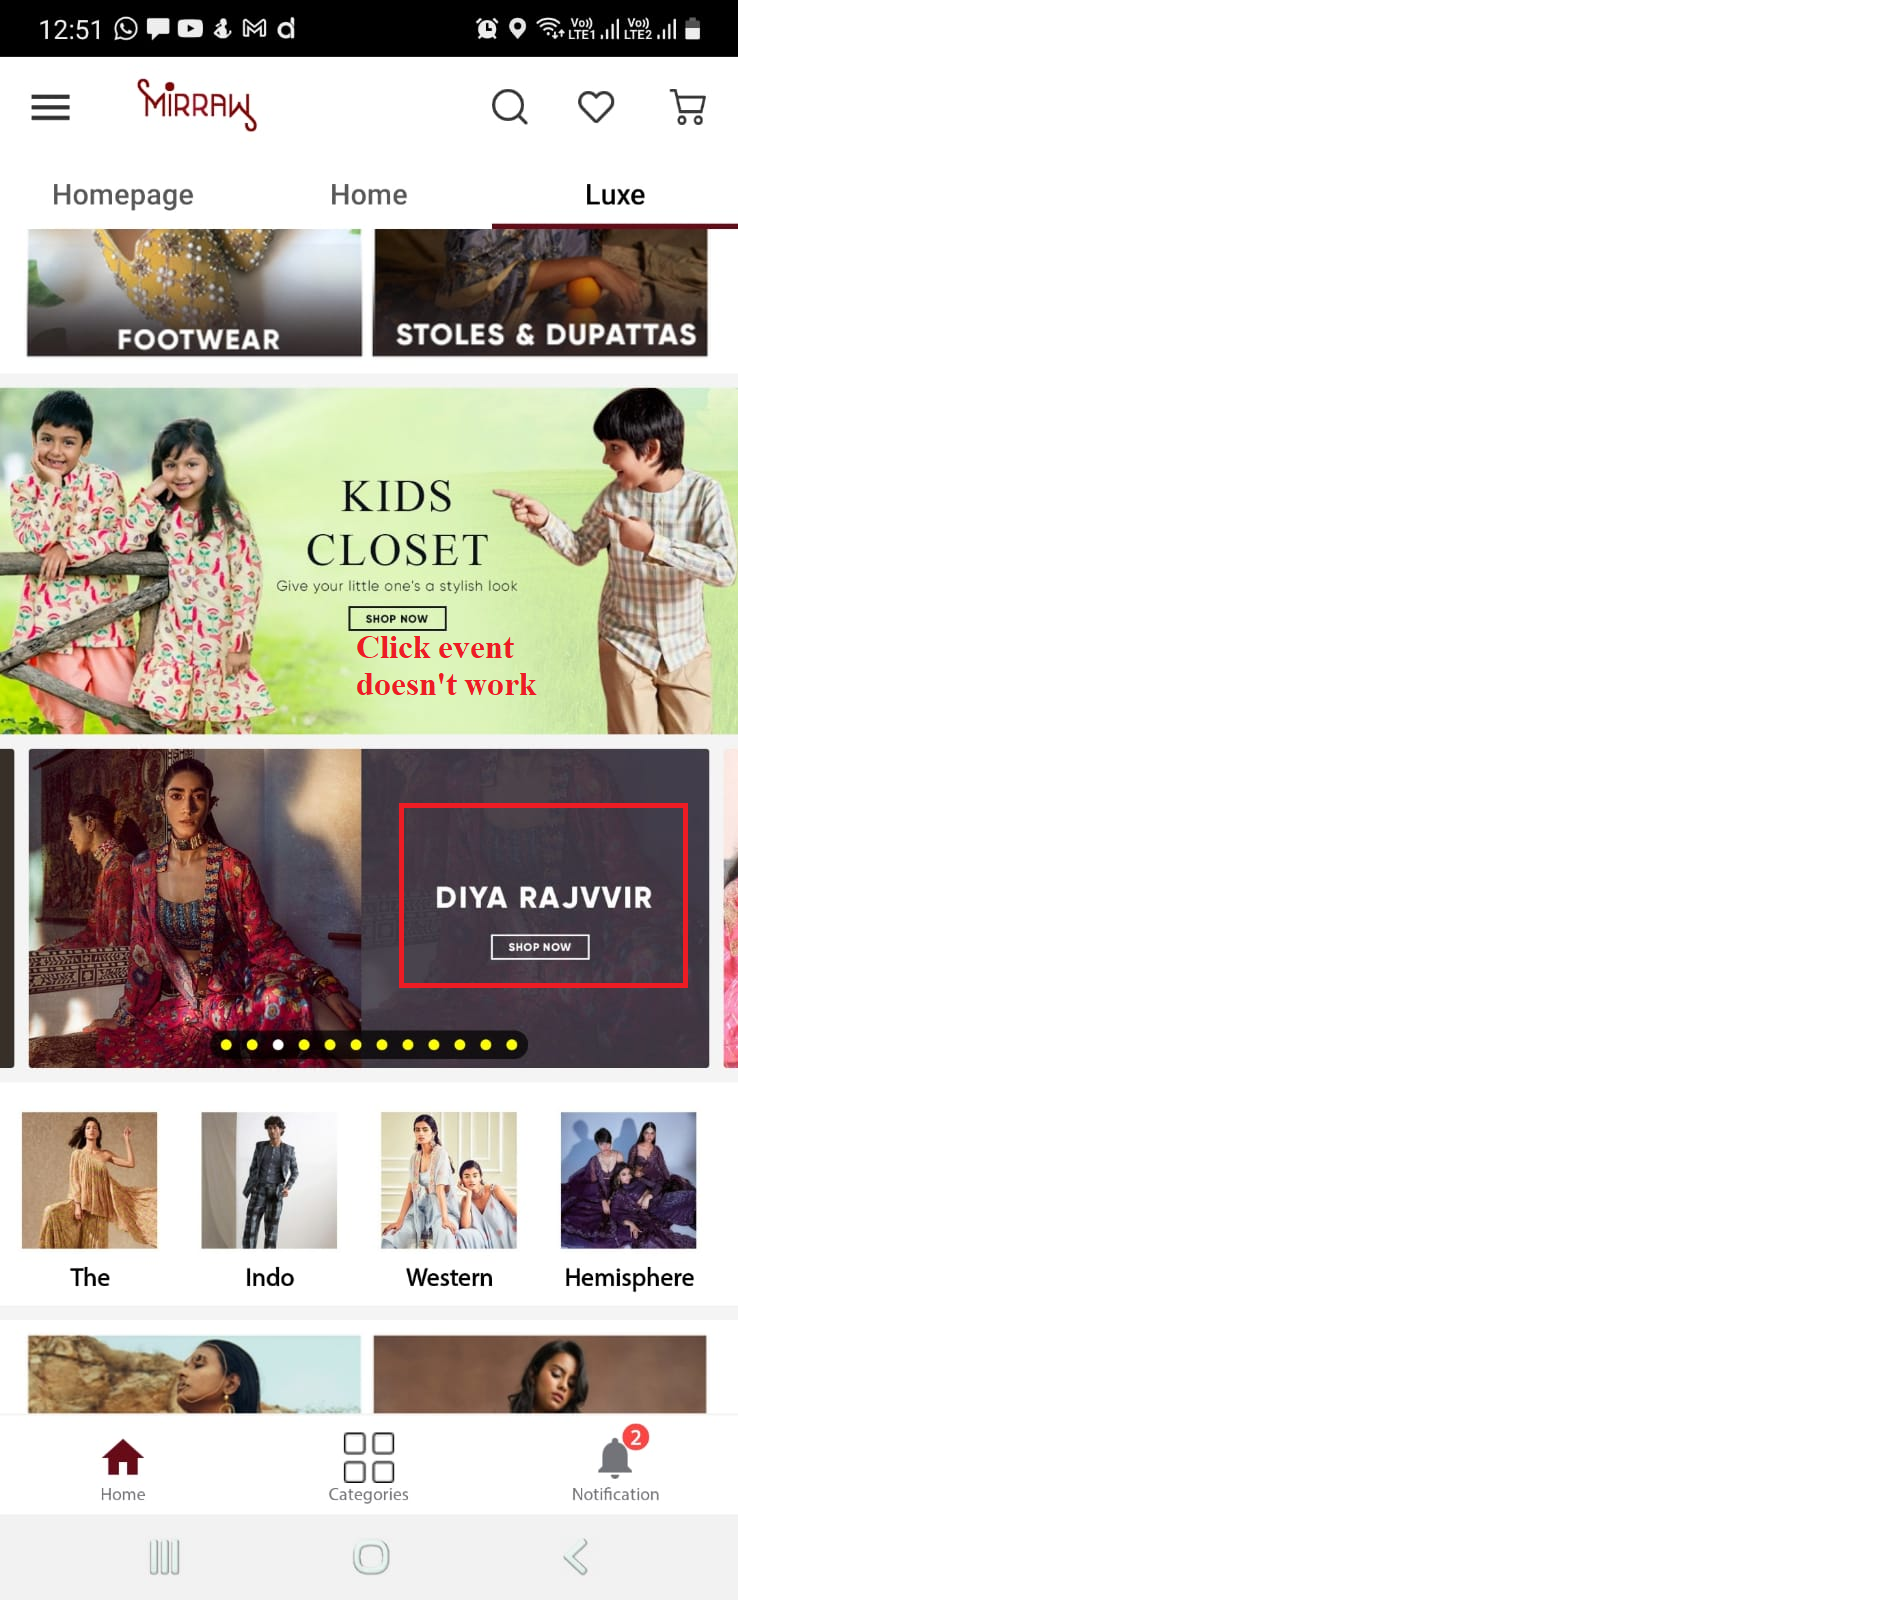 12:51 Vo)) LTE1 Vo)) LTE2
MIRRAW
Homepage Home Luxe
FOOTWEAR STOLES & DUPATTAS
KIDS
CLOSET
Give your little one's a stylish look
SHOP NOW
Click event
doesn't work
DIYA RAJVVIR
SHOP NOW
The Indo Western Hemisphere
2
Home Categories Notification